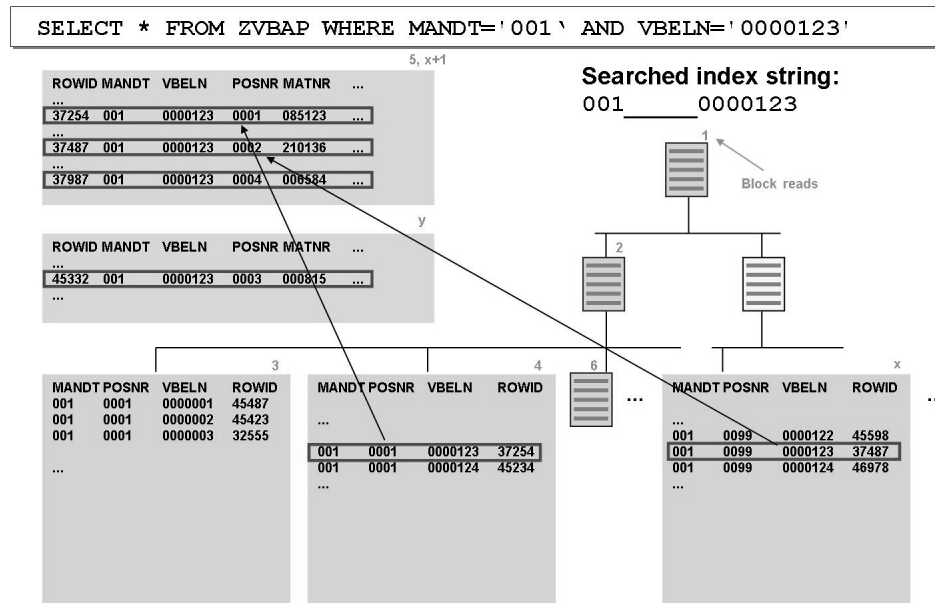 SELECT * FROM ZVBAP WHERE MANDT='001‘ AND VBELN='0000123'
5, x+1
ROWID MANDT VBELN POSNR MATNR ...
...
37254 001 0000123 0001 085123 ...
...
37487 001 0000123 0002 210136 ...
...
37987 001 0000123 0004 006584 ...
Searched index string:
001_____0000123
1
Block reads
y
ROWID MANDT VBELN POSNR MATNR ...
...
45332 001 0000123 0003 000815 ...
...
2
3
MANDT POSNR VBELN ROWID
001 0001 0000001 45487
001 0001 0000002 45423
001 0001 0000003 32555
...
4
MANDT POSNR VBELN ROWID
...
001 0001 0000123 37254
001 0001 0000124 45234
...
6
...
x
MANDT POSNR VBELN ROWID
...
001 0099 0000122 45598
001 0099 0000123 37487
001 0099 0000124 46978
...
..